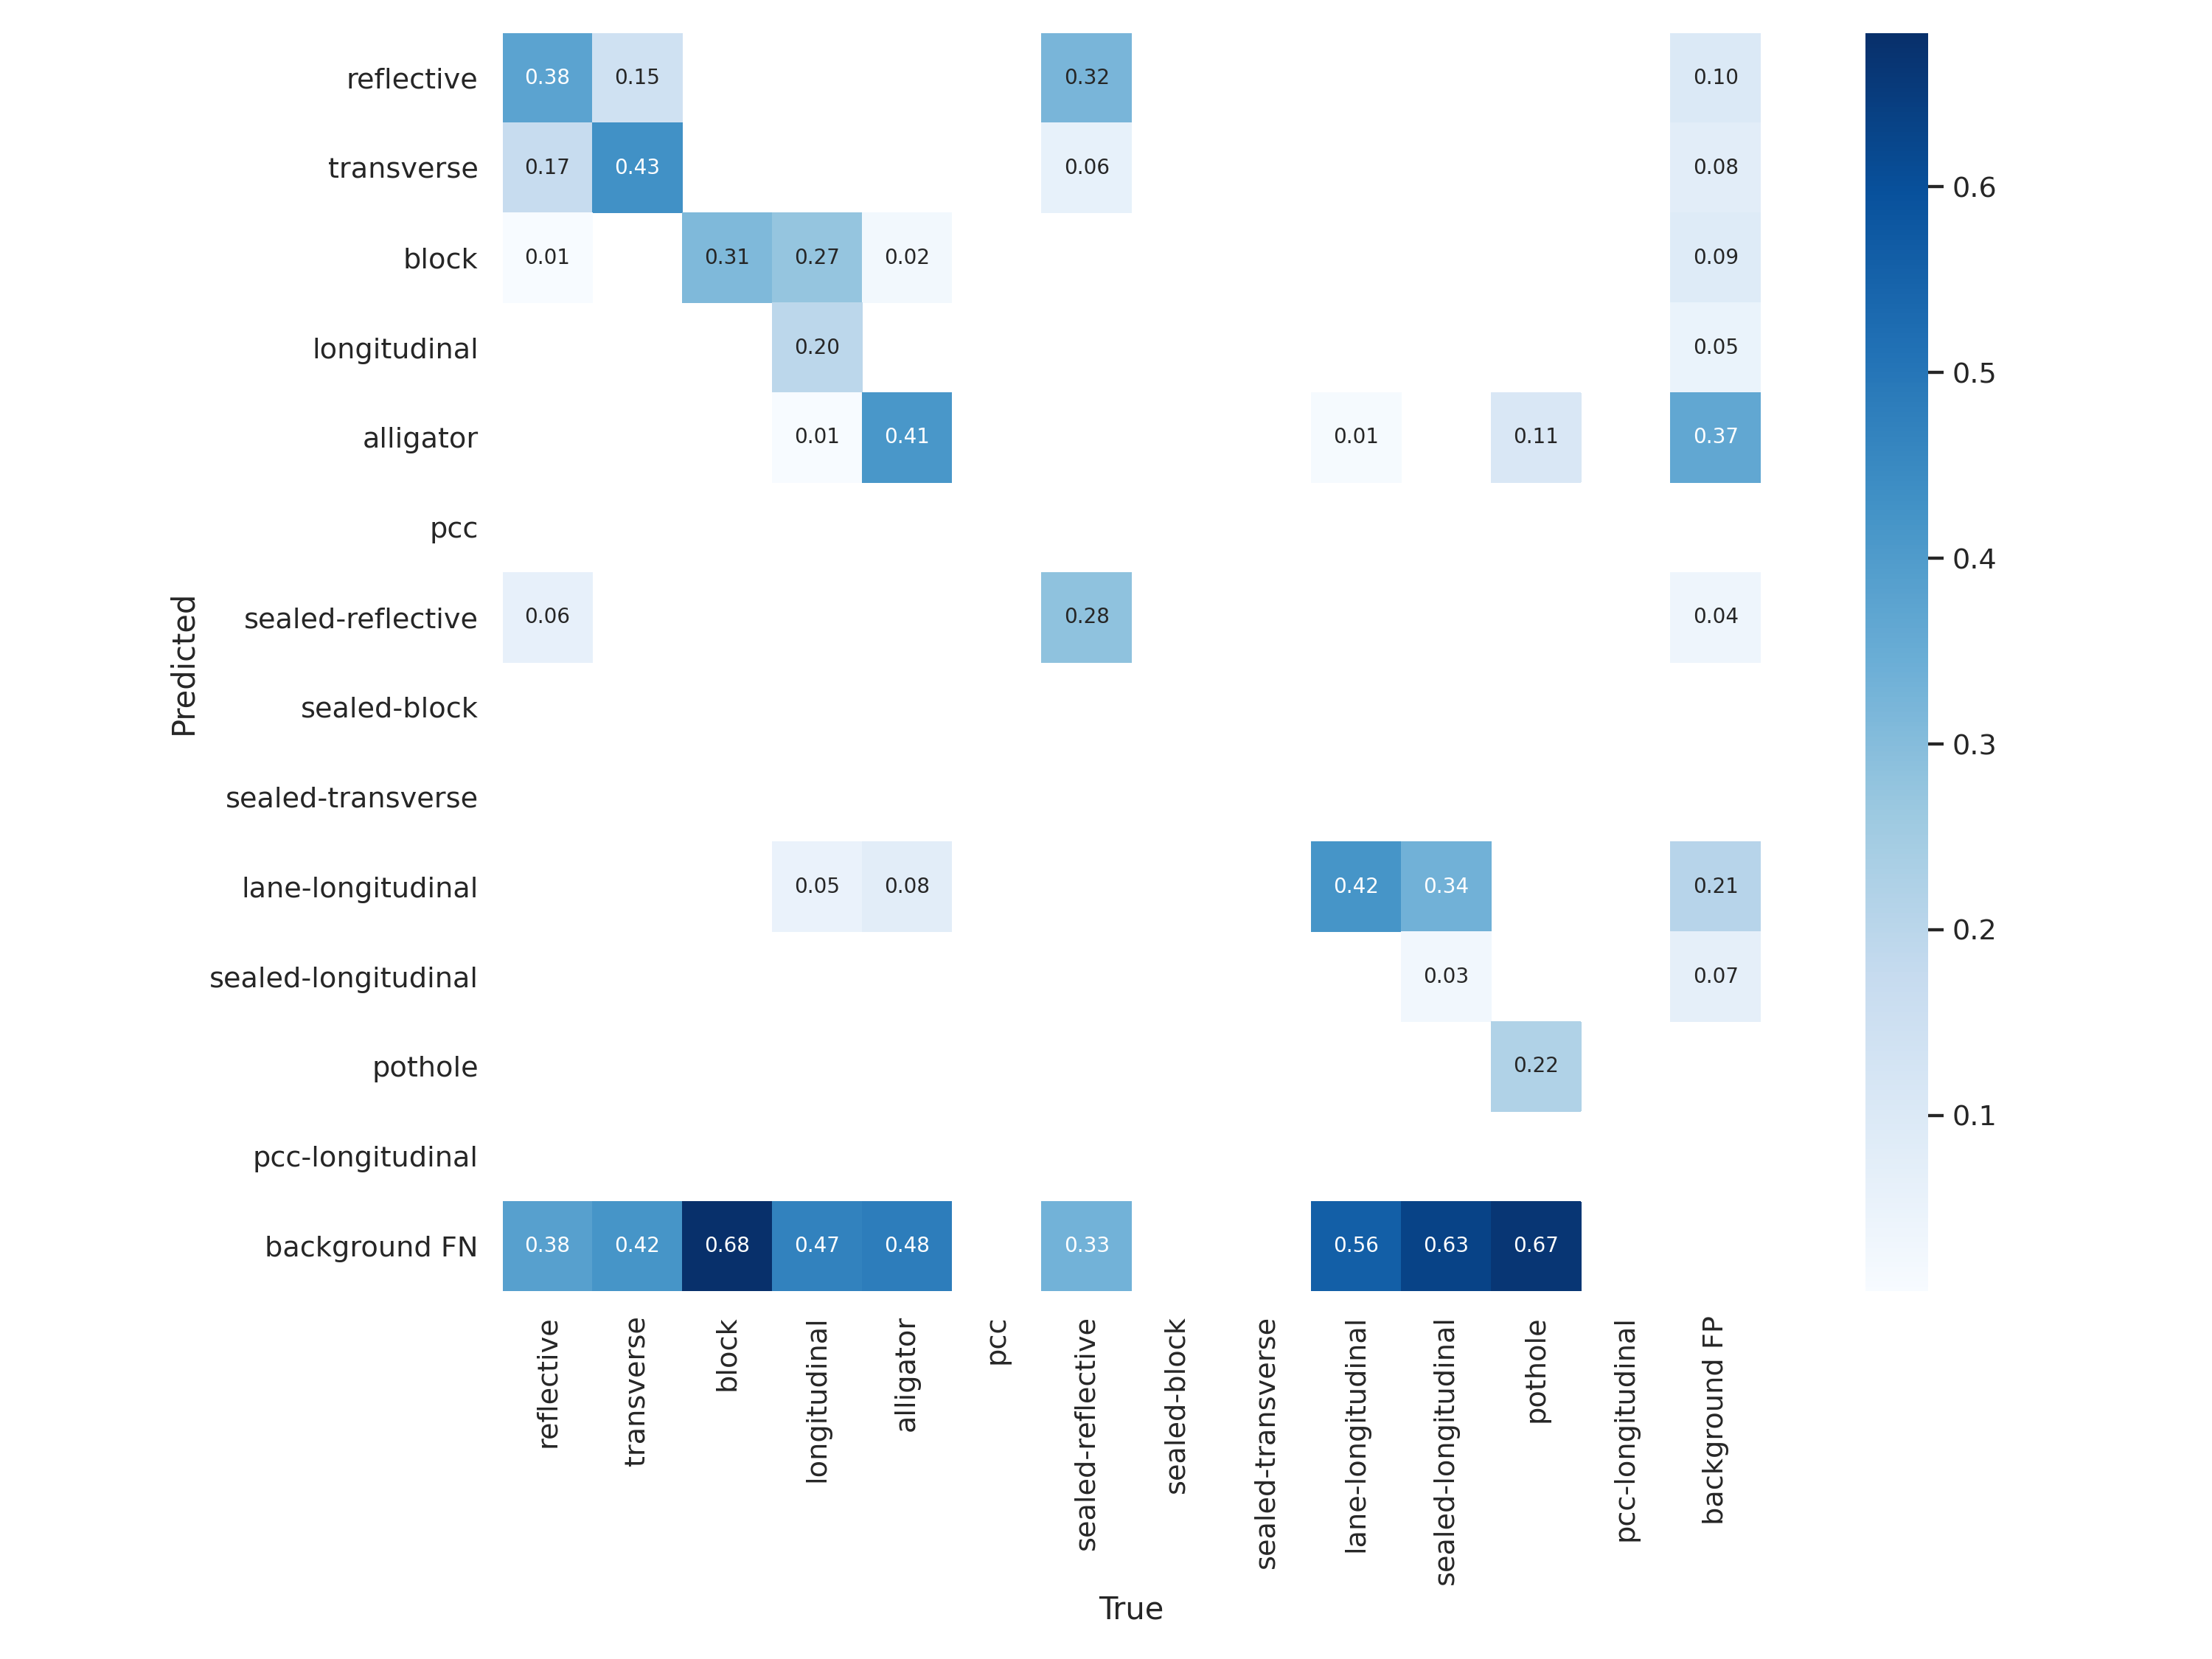 reflective 0.38 0.15 0.32 0.10
transverse 0.17 0.43 0.06 0.08
0.6
block 0.01 0.31 0.27 0.02 0.09
longitudinal 0.20 0.05
0.5
alligator 0.01 0.41 0.01 0.11 0.37
pcc
0.4
sealed-reflective 0.06 0.28 0.04
Predicted
sealed-block
0.3
sealed-transverse
lane-longitudinal 0.05 0.08 0.42 0.34 0.21
0.2
sealed-longitudinal 0.03 0.07
pothole 0.22
0.1
pcc-longitudinal
background FN 0.38 0.42 0.68 0.47 0.48 0.33 0.56 0.63 0.67
reflective
transverse
block
longitudinal
alligator
pcc
sealed-reflective
sealed-block
sealed-transverse
lane-longitudinal
sealed-longitudinal
pothole
pcc-longitudinal
background FP
True